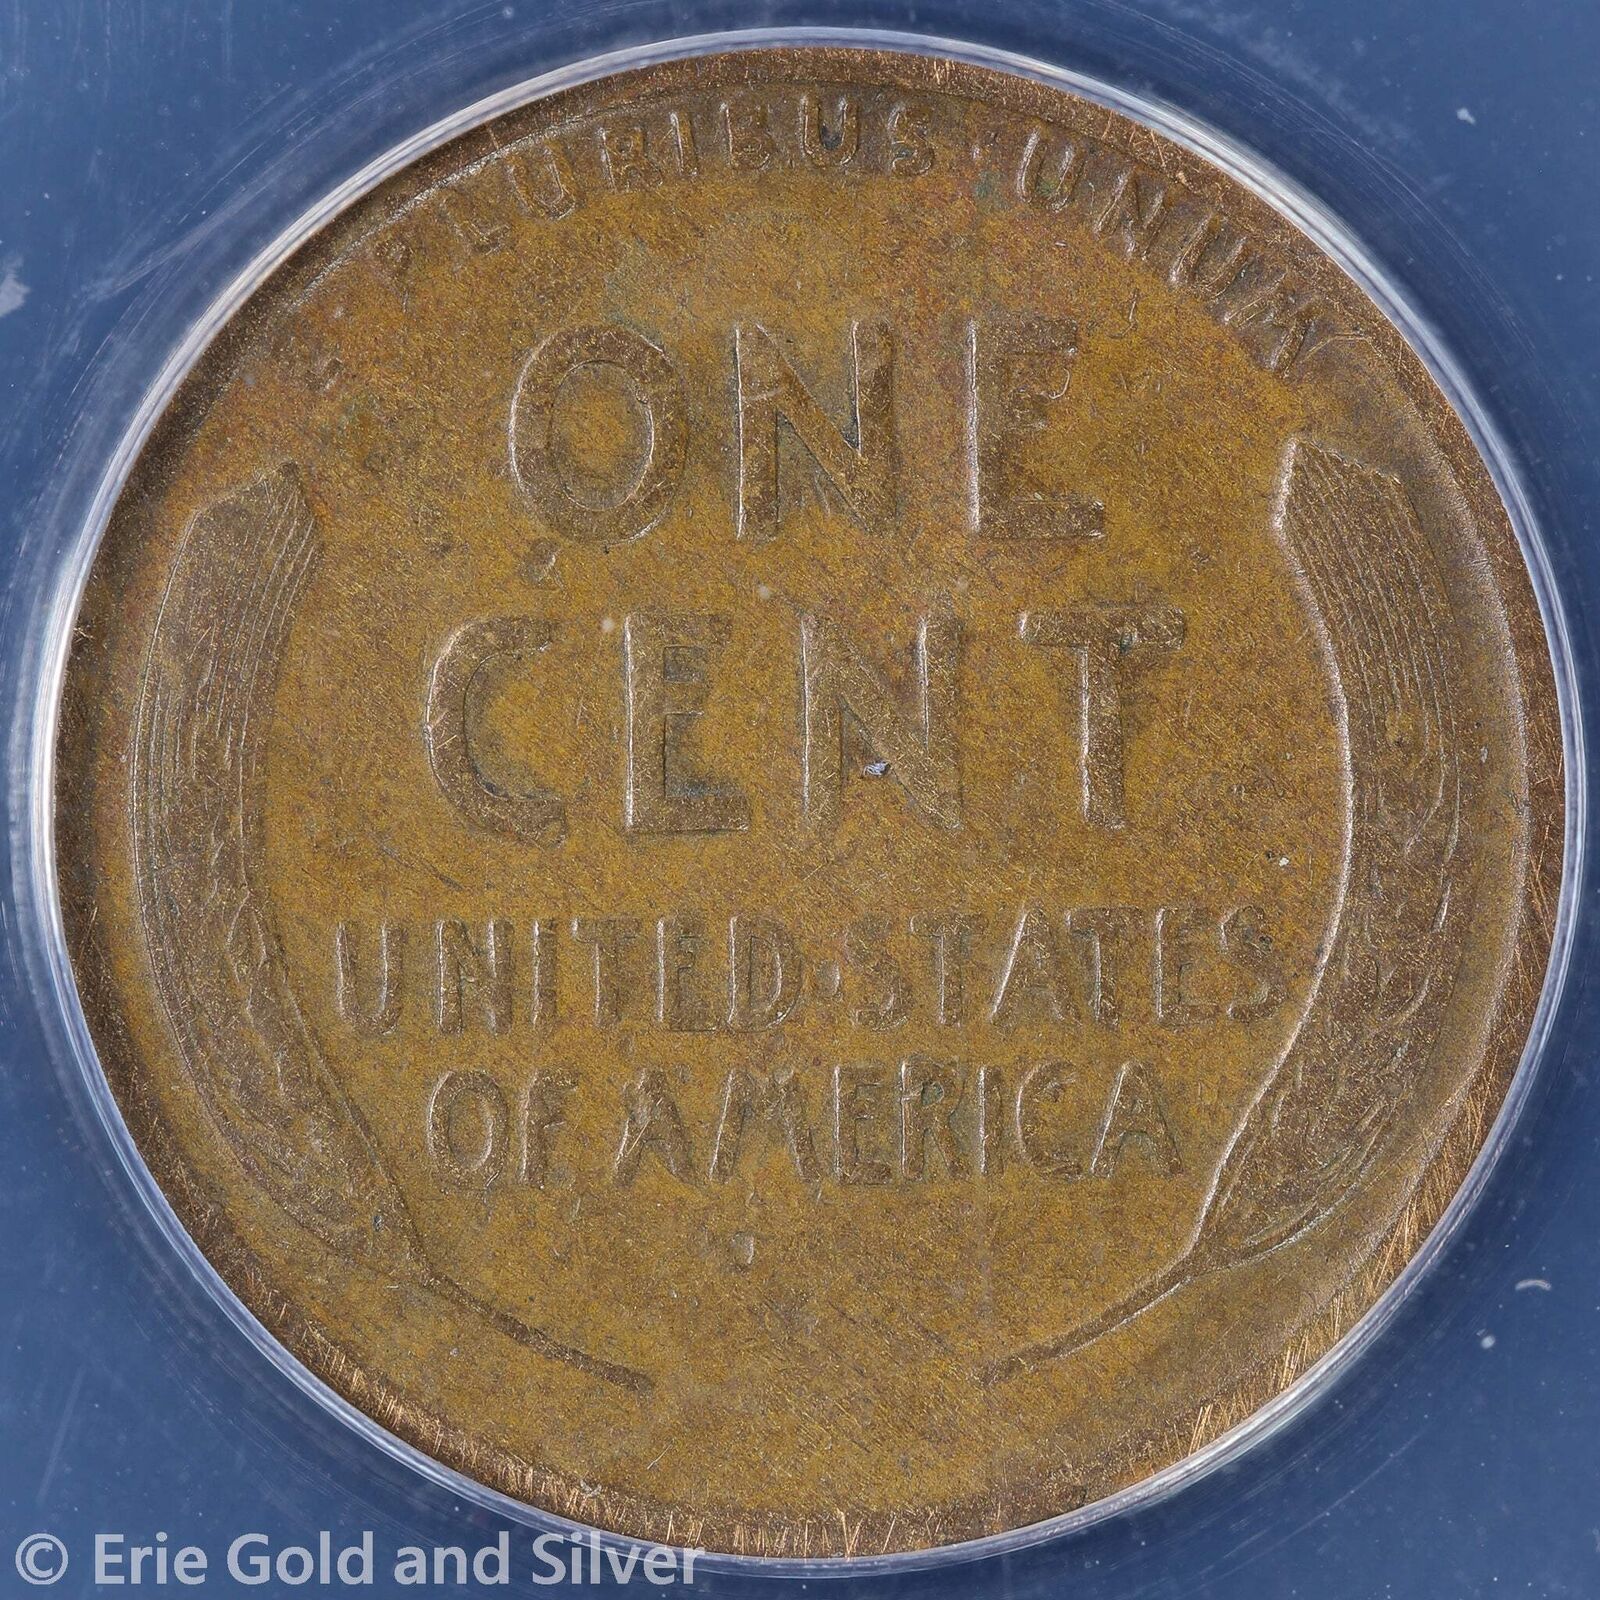 E PLURIBUS · UNUM
ONE
CENT
UNITED·STATES
OF AMERICA
© Erie Gold and Silver